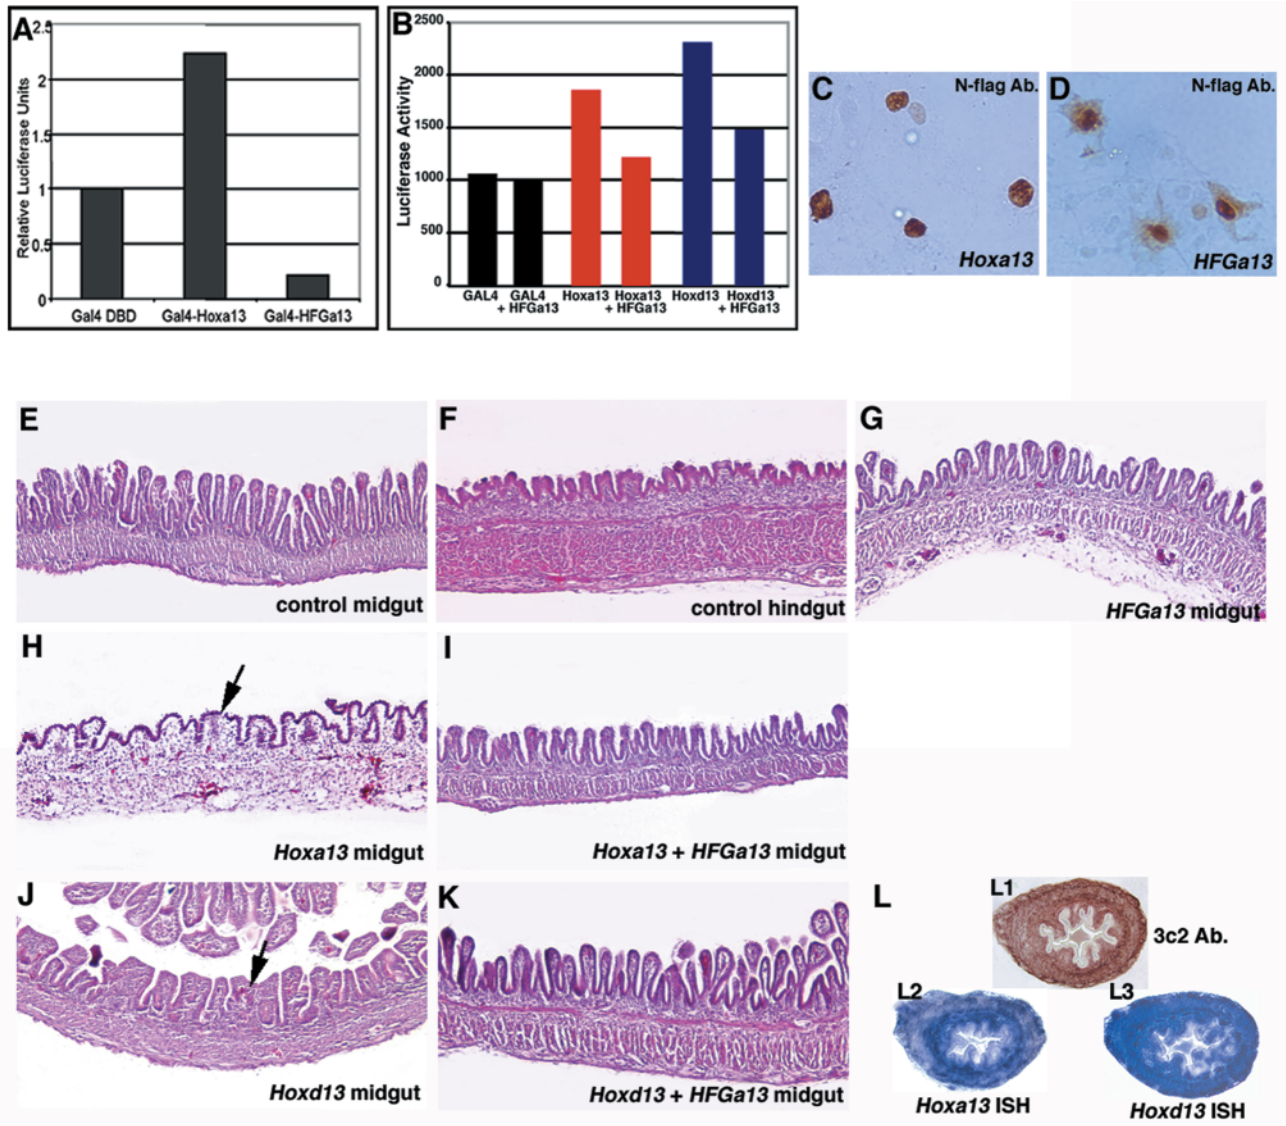 A
Relative Luciferase Units
2.5
2
1.5
1
0.5
0
Gal4 DBD Gal4-Hoxa13 Gal4-HFGa13
B
Luciferase Activity
2500
2000
1500
1000
500
0
GAL4 GAL4 Hoxa13 Hoxa13 Hoxd13 Hoxd13
+ HFGa13 + HFGa13 + HFGa13
C N-flag Ab.
Hoxa13
D N-flag Ab.
HFGa13
E
control midgut
F
control hindgut
G
HFGa13 midgut
H
Hoxa13 midgut
I
Hoxa13 + HFGa13 midgut
J
Hoxd13 midgut
K
Hoxd13 + HFGa13 midgut
L
L1
3c2 Ab.
L2
Hoxa13 ISH
L3
Hoxd13 ISH